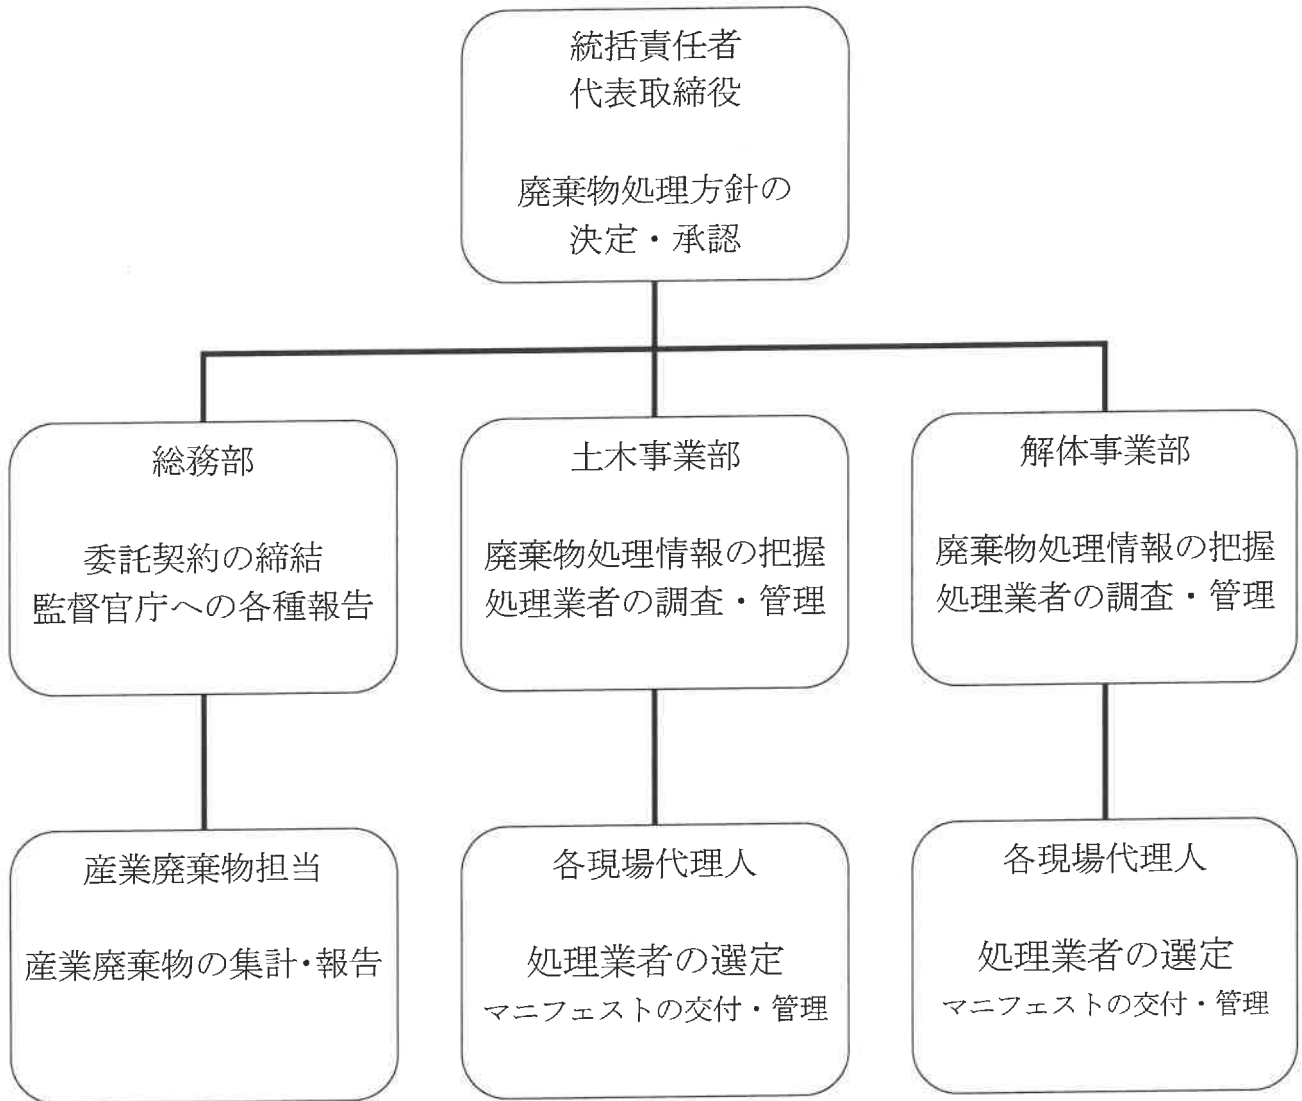 統括責任者
代表取締役
廃棄物処理方針の
決定・承認
総務部
委託契約の締結
監督官庁への各種報告
土木事業部
廃棄物処理情報の把握
処理業者の調査・管理
解体事業部
廃棄物処理情報の把握
処理業者の調査・管理
産業廃棄物担当
産業廃棄物の集計・報告
各現場代理人
処理業者の選定
マニフェストの交付・管理
各現場代理人
処理業者の選定
マニフェストの交付・管理